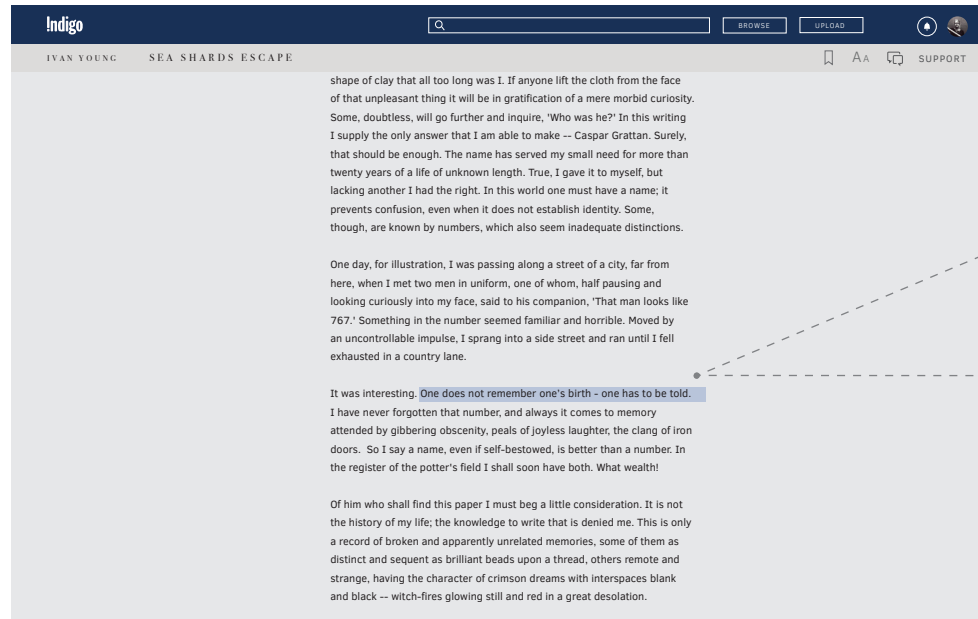 Indigo
BROWSE
UPLOAD
IVAN YOUNG
SEA SHARDS ESCAPE
AA
SUPPORT
shape of clay that all too long was I. If anyone lift the cloth from the face
of that unpleasant thing it will be in gratification of a mere morbid curiosity.
Some, doubtless, will go further and inquire, 'Who was he?' In this writing
I supply the only answer that I am able to make -- Caspar Grattan. Surely,
that should be enough. The name has served my small need for more than
twenty years of a life of unknown length. True, I gave it to myself, but
lacking another I had the right. In this world one must have a name; it
prevents confusion, even when it does not establish identity. Some,
though, are known by numbers, which also seem inadequate distinctions.
One day, for illustration, I was passing along a street of a city, far from
here, when I met two men in uniform, one of whom, half pausing and
looking curiously into my face, said to his companion, 'That man looks like
767.' Something in the number seemed familiar and horrible. Moved by
an uncontrollable impulse, I sprang into a side street and ran until I fell
exhausted in a country lane.
It was interesting. One does not remember one's birth - one has to be told.
I have never forgotten that number, and always it comes to memory
attended by gibbering obscenity, peals of joyless laughter, the clang of iron
doors.  So I say a name, even if self-bestowed, is better than a number. In
the register of the potter's field I shall soon have both. What wealth!
Of him who shall find this paper I must beg a little consideration. It is not
the history of my life; the knowledge to write that is denied me. This is only
a record of broken and apparently unrelated memories, some of them as
distinct and sequent as brilliant beads upon a thread, others remote and
strange, having the character of crimson dreams with interspaces blank
and black -- witch-fires glowing still and red in a great desolation.